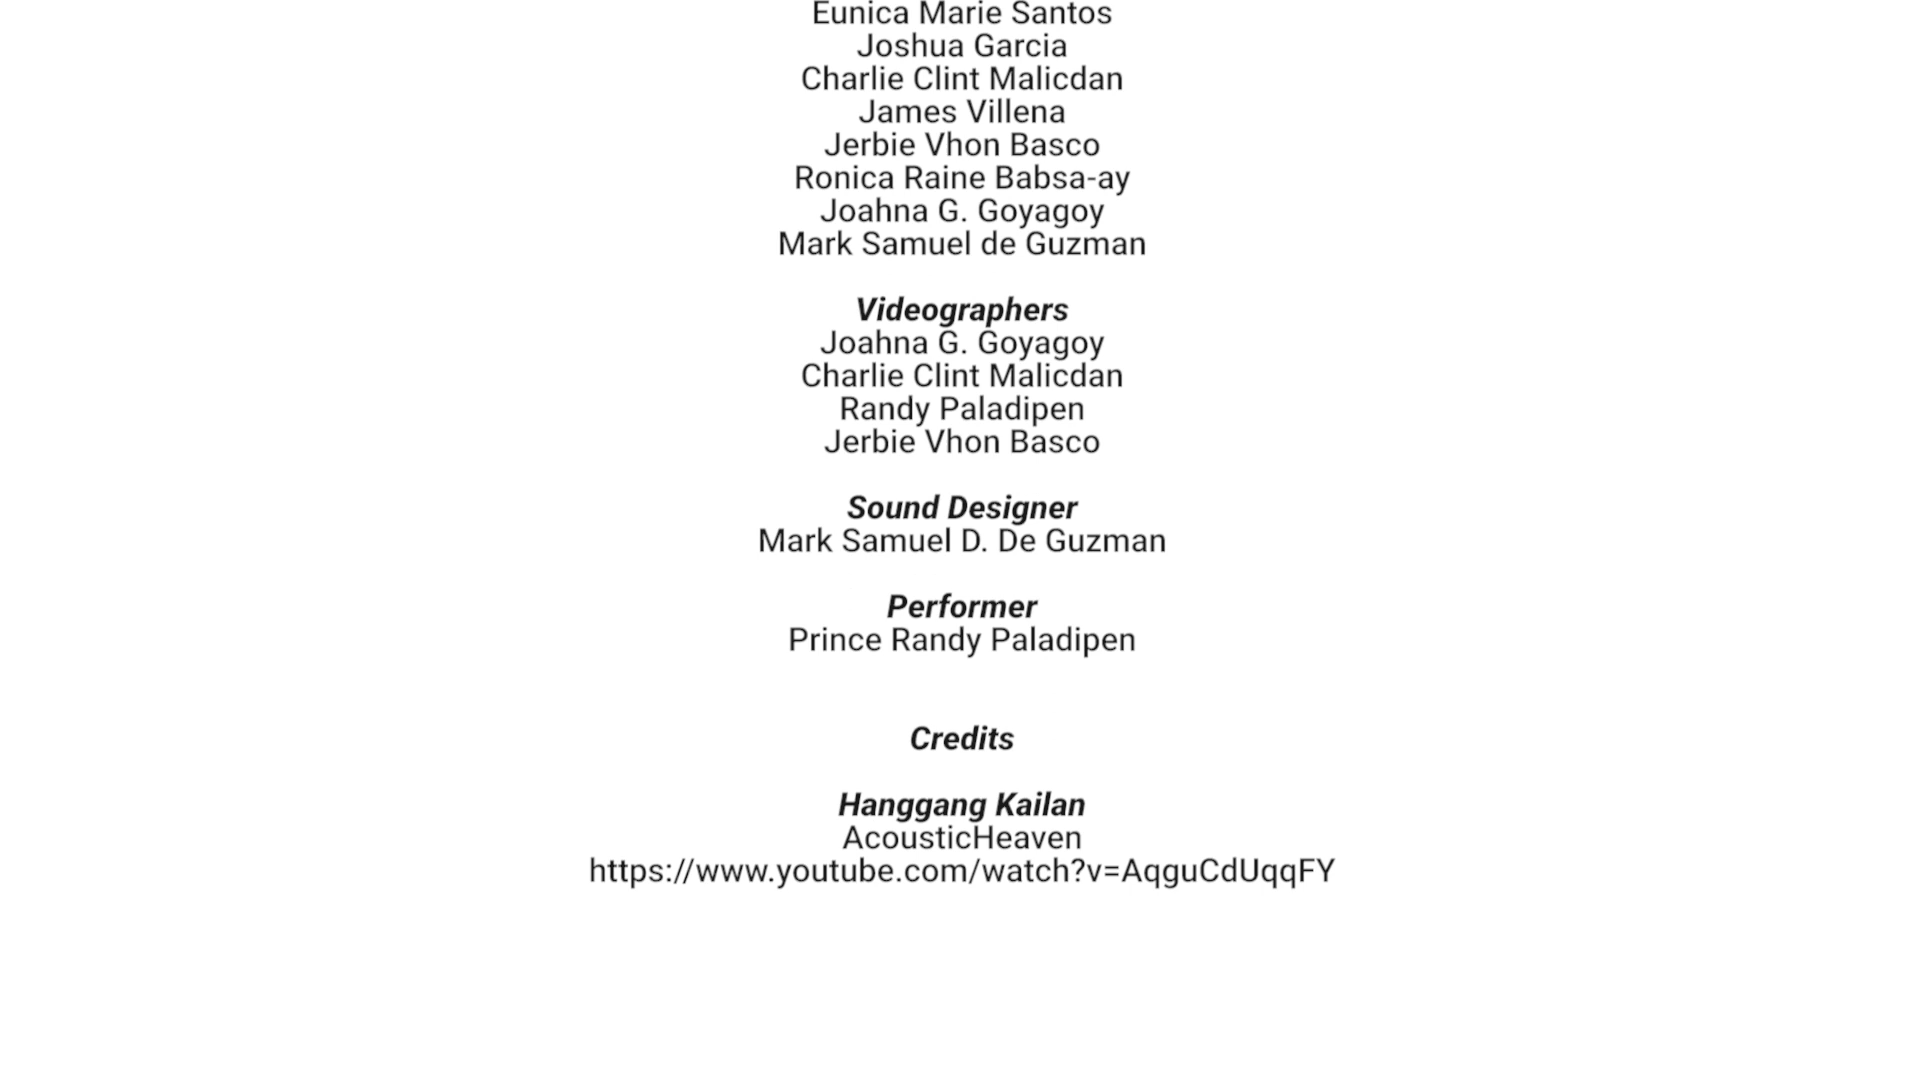 Eunica Marie Santos
Joshua Garcia
Charlie Clint Malicdan
James Villena
Jerbie Vhon Basco
Ronica Raine Babsa-ay
Joahna G. Goyagoy
Mark Samuel de Guzman
Videographers
Joahna G. Goyagoy
Charlie Clint Malicdan
Randy Paladipen
Jerbie Vhon Basco
Sound Designer
Mark Samuel D. De Guzman
Performer
Prince Randy Paladipen
Credits
Hanggang Kailan
AcousticHeaven
https://www.youtube.com/watch?v=AqguCdUqqFY